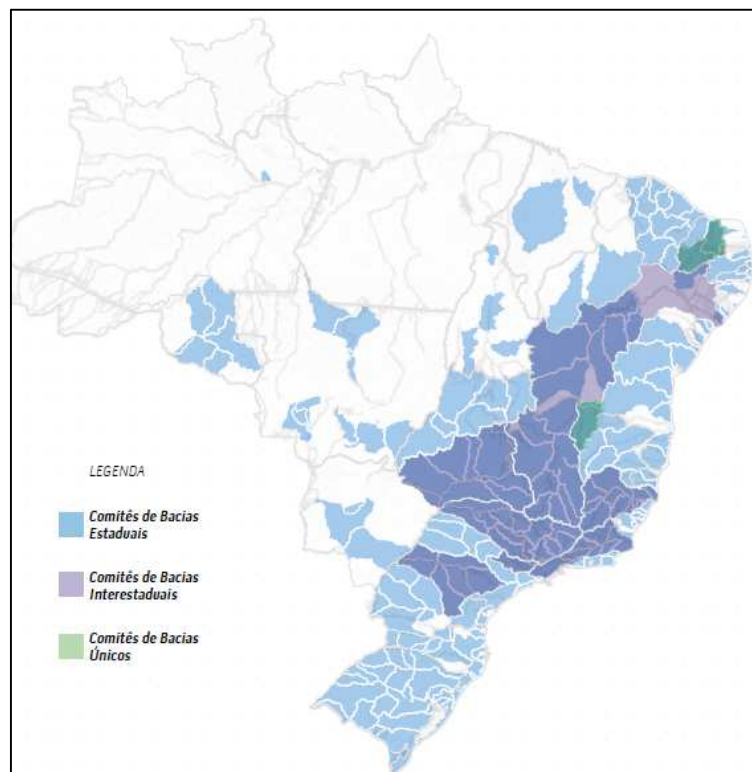 LEGENDA
Comitês de Bacias
Estaduais
Comitês de Bacias
Interestaduais
Comitês de Bacias
Únicos